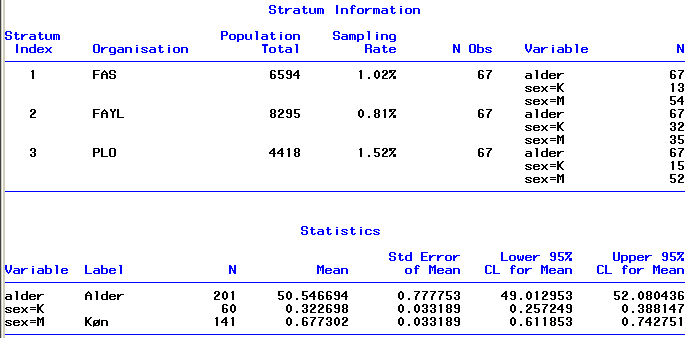 Stratum Information
Stratum Population Sampling
Index Organisation Total Rate N Obs Variable N
1 FAS 6594 1.02% 67 alder 67
sex=K 13
sex=M 54
2 FAYL 8295 0.81% 67 alder 67
sex=K 32
sex=M 35
3 PLO 4418 1.52% 67 alder 67
sex=K 15
sex=M 52
Statistics
Std Error Lower 95% Upper 95%
Variable Label N Mean of Mean CL for Mean CL for Mean
alder Alder 201 50.546694 0.777753 49.012953 52.080436
sex=K 60 0.322698 0.033189 0.257249 0.388147
sex=M Køn 141 0.677302 0.033189 0.611853 0.742751